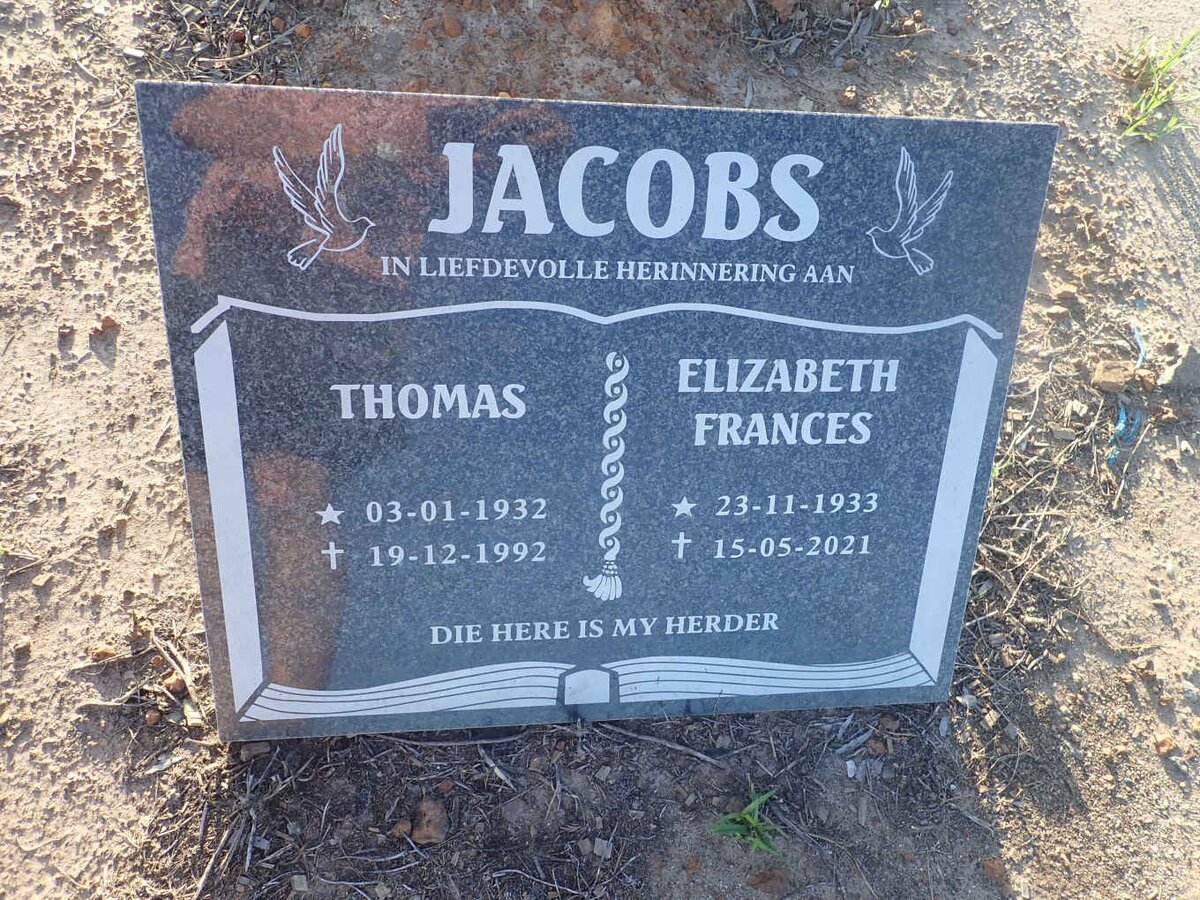 JACOBS
IN LIEFDEVOLLE HERINNERING AAN
THOMAS
03-01-1932
19-12-1992
ELIZABETH
FRANCES
23-11-1933
15-05-2021
DIE HERE IS MY HERDER